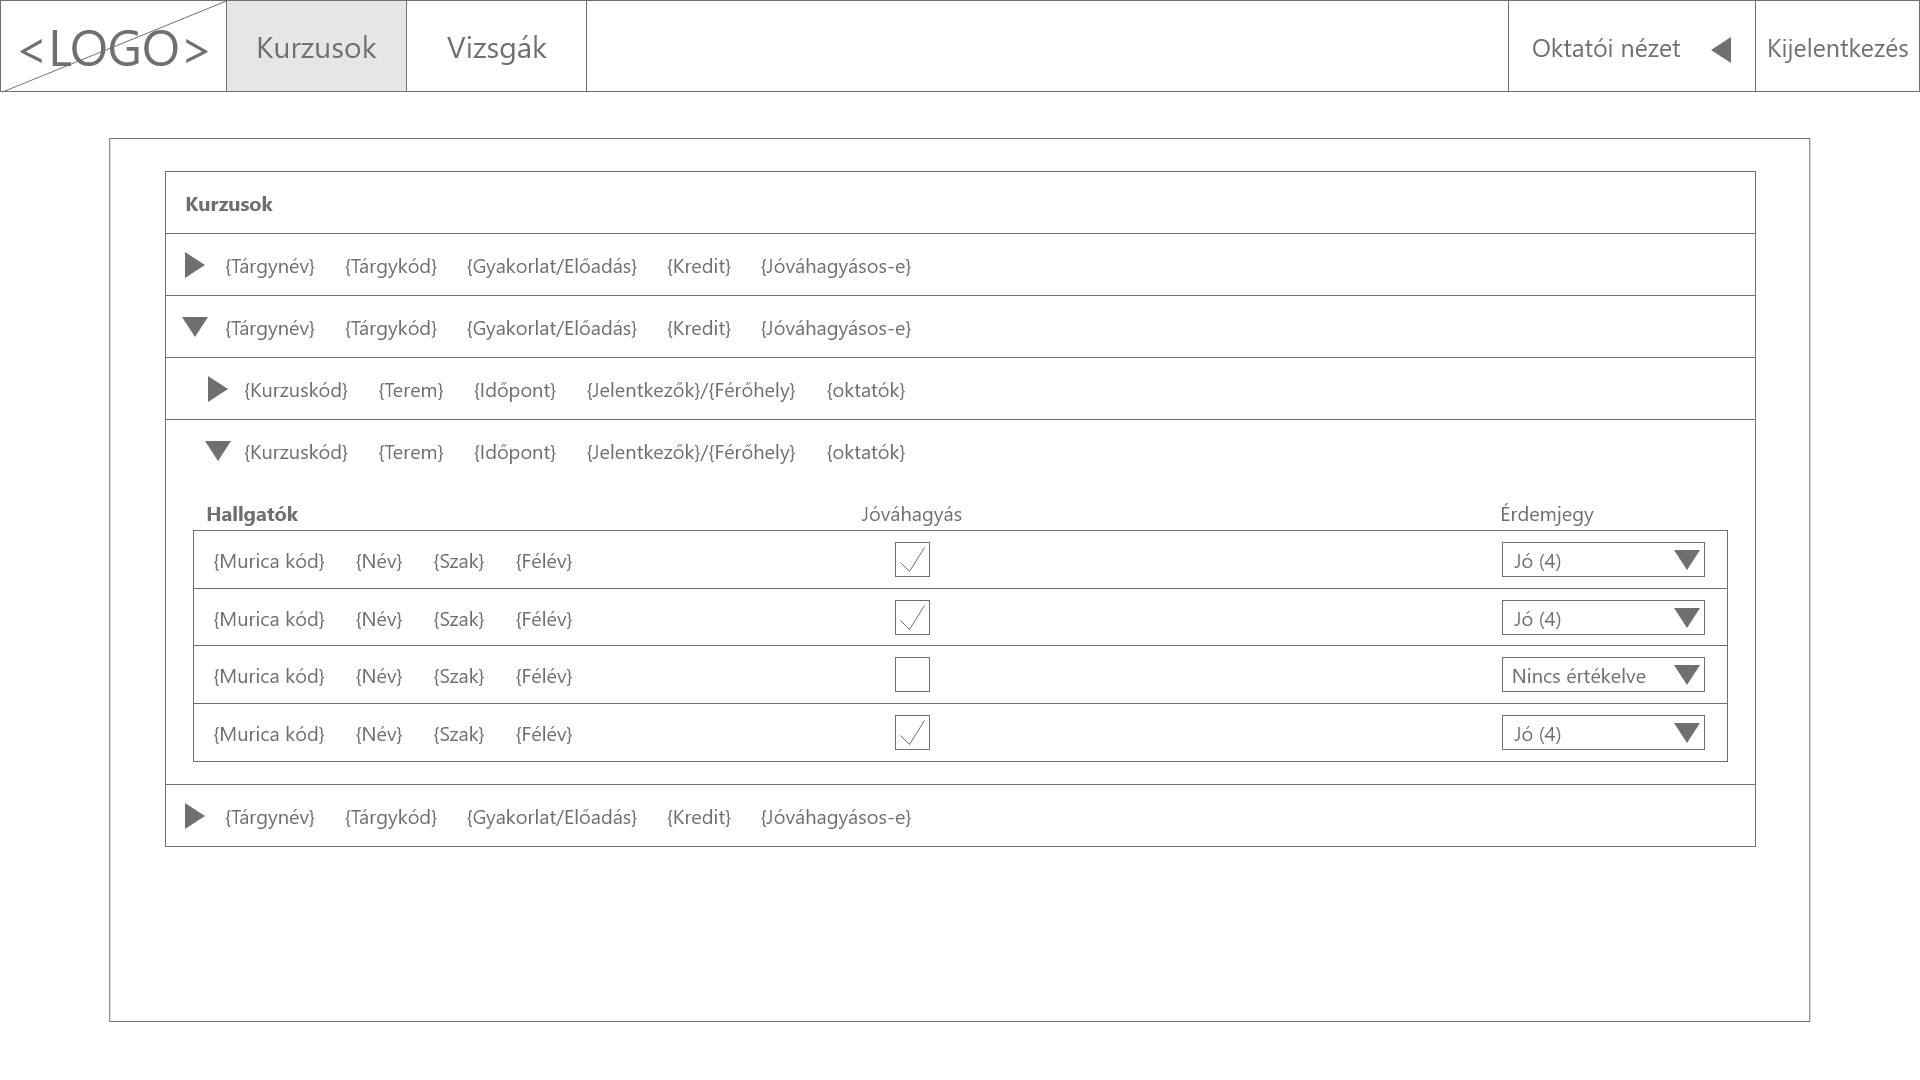 <LOGO> Kurzusok Vizsgák Oktatói nézet Kijelentkezés
Kurzusok
{Tárgynév} {Tárgykód} {Gyakorlat/Előadás} {Kredit} {Jóváhagyásos-e}
{Tárgynév} {Tárgykód} {Gyakorlat/Előadás} {Kredit} {Jóváhagyásos-e}
{Kurzuskód} {Terem} {Időpont} {Jelentkezők}/{Férőhely} {oktatók}
{Kurzuskód} {Terem} {Időpont} {Jelentkezők}/{Férőhely} {oktatók}
Hallgatók Jóváhagyás Érdemjegy
{Murica kód} {Név} {Szak} {Félév} Jó (4)
{Murica kód} {Név} {Szak} {Félév} Jó (4)
{Murica kód} {Név} {Szak} {Félév} Nincs értékelve
{Murica kód} {Név} {Szak} {Félév} Jó (4)
{Tárgynév} {Tárgykód} {Gyakorlat/Előadás} {Kredit} {Jóváhagyásos-e}